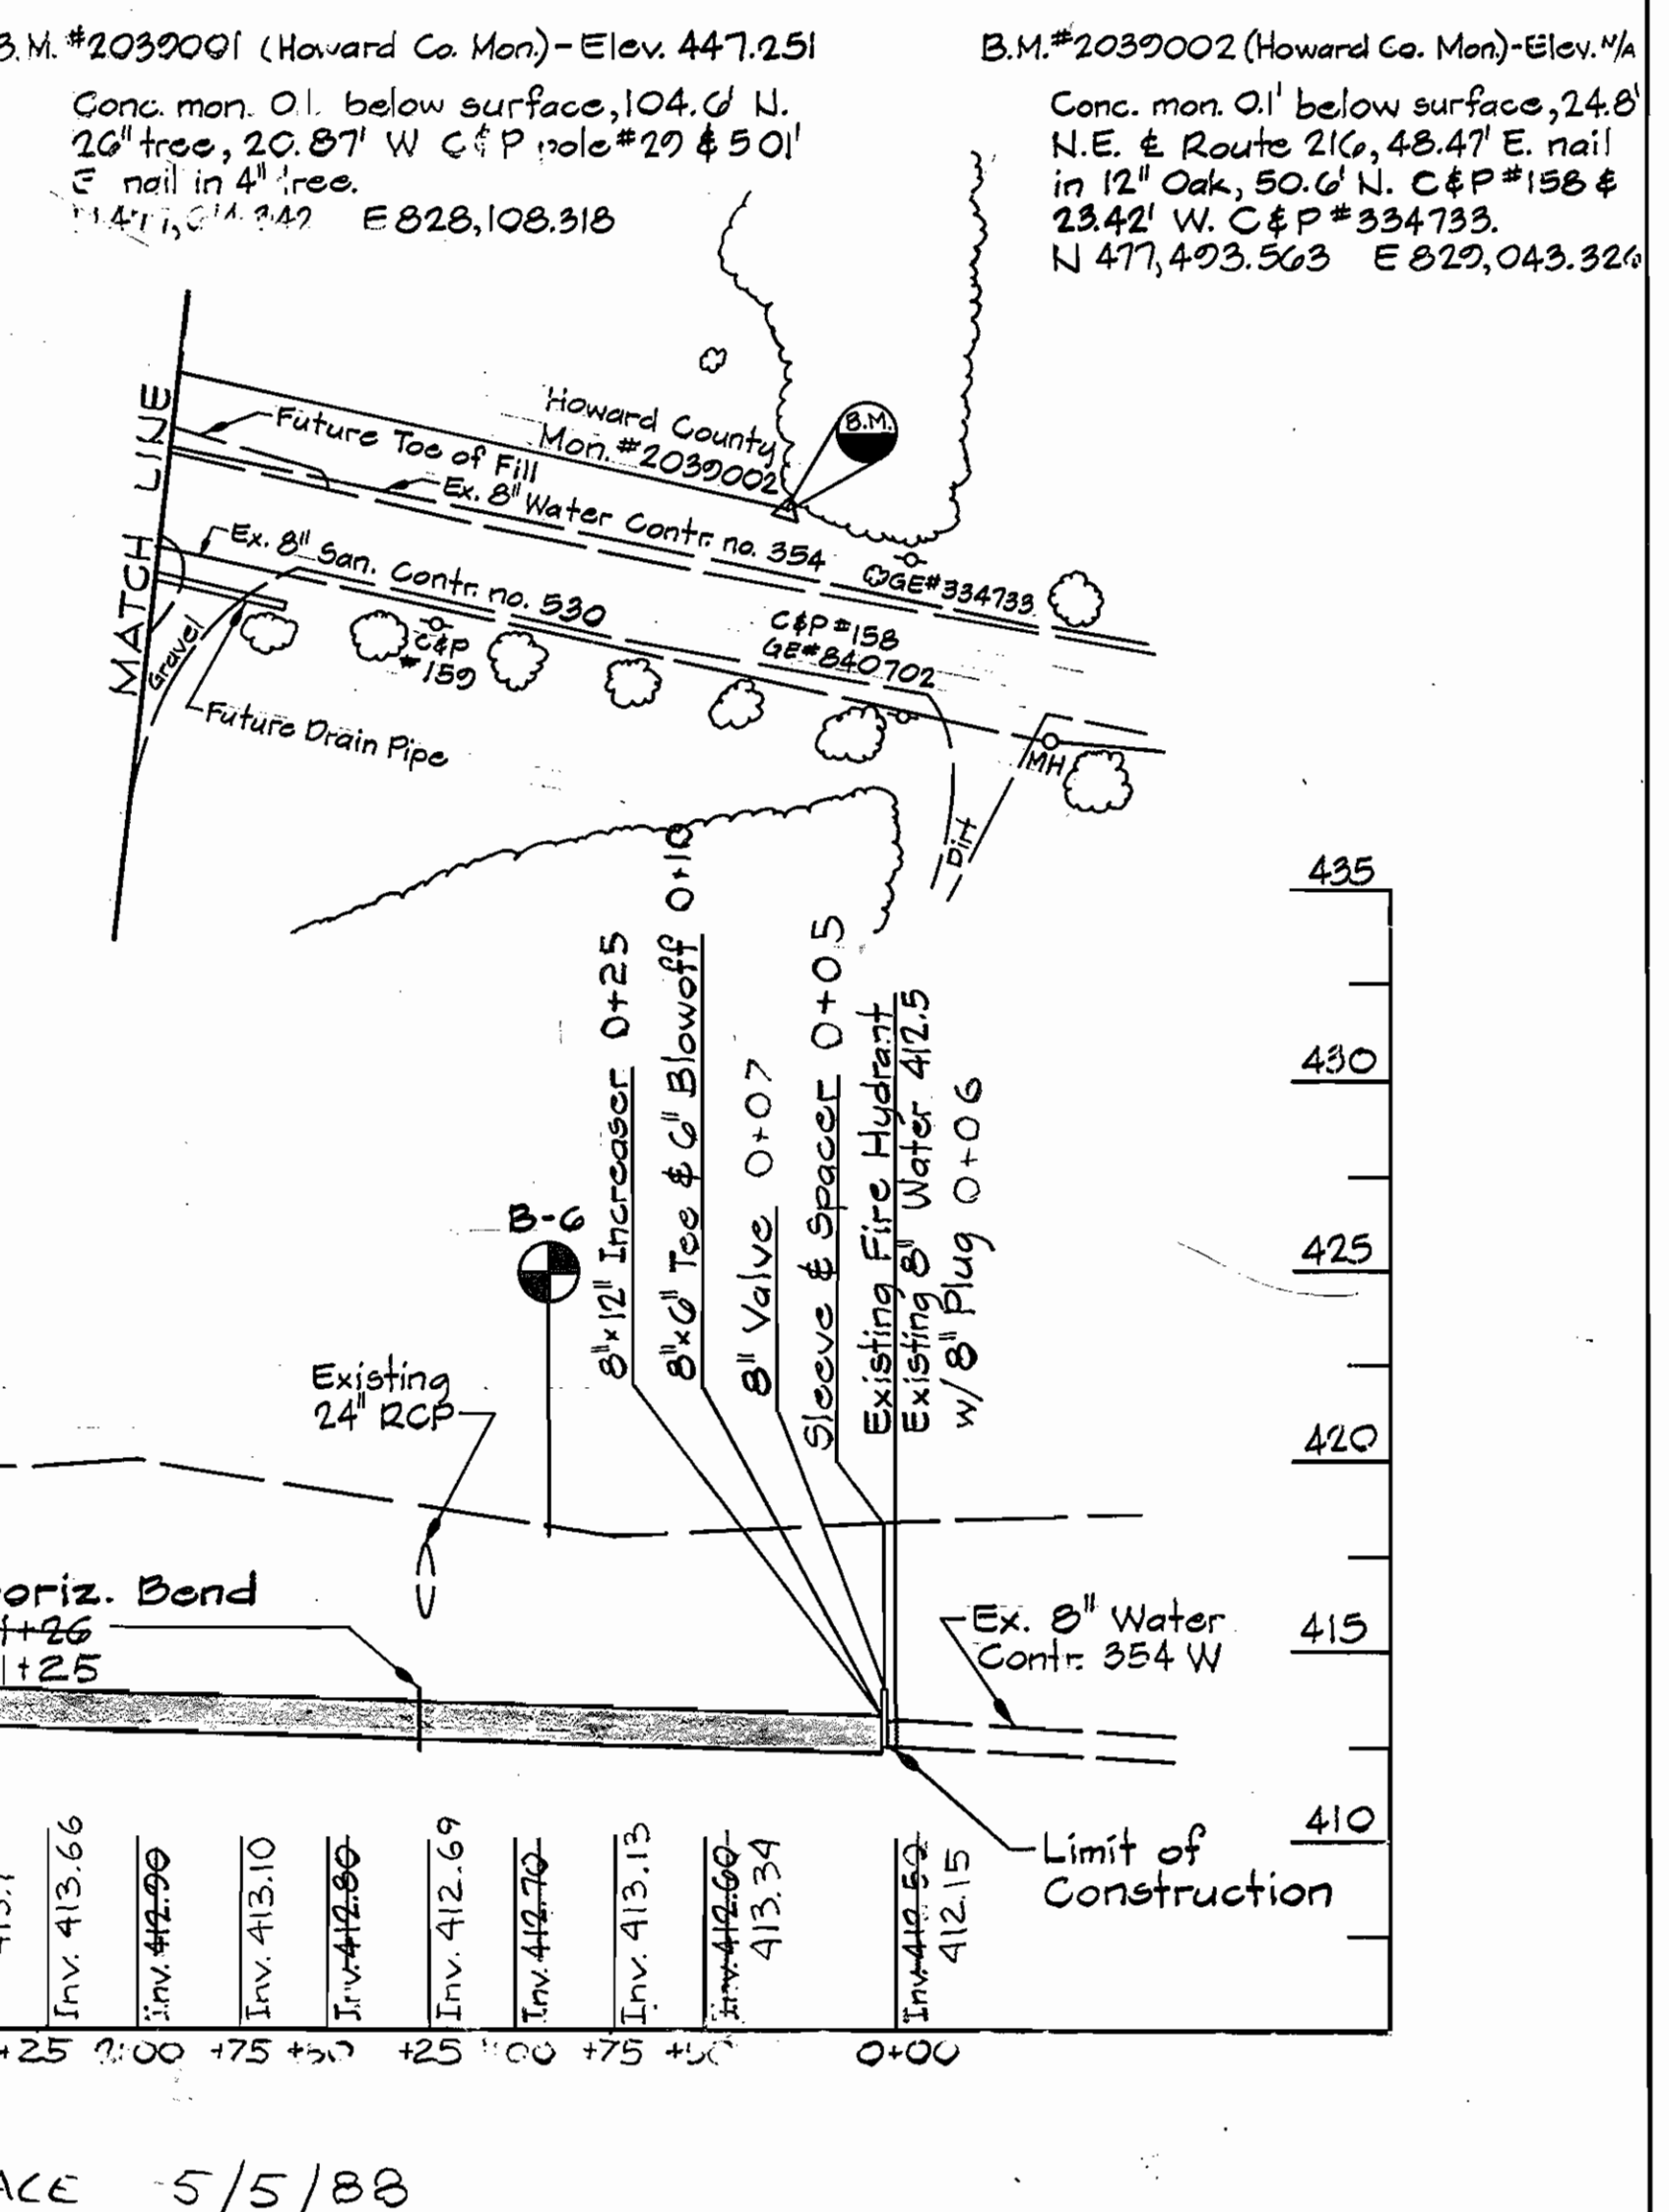 B.M. #2039001 (Howard Co. Mon.)-Elev. 447.251
Conc. mon. 0.1. below surface, 104.6' N.
26" tree, 20.87' W C&P pole #29 & 501'
E nail in 4" tree.
E 828,108.318
B.M. #2039002 (Howard Co. Mon.)-Elev. N/A
Conc. mon. 0.1' below surface, 24.8'
N.E. ₵ Route 216, 48.47' E. nail
in 12" Oak, 50.6' N. C&P #158 &
23.42' W. C&P #334733.
N 477,493.563 E 829,043.326
MATCH LINE
Future Toe of Fill
Howard County
Mon. #2039002
B.M.
Ex. 8" Water Contr. no. 354
Ex. 8" San. Contr. no. 530
GE#334733
C&P #158
GE#840702
C&P
#159
Gravel
Future Drain Pipe
MH
Dirt
435
430
425
420
415
410
8"x12" Increaser 0+25
8"x6" Tee & 6" Blowoff 0+10
8" Valve 0+07
Sleeve & Spacer 0+05
Existing Fire Hydrant
Existing 8" Water 412.5
w/ 8" Plug 0+06
B-6
Existing
24" RCP
oriz. Bend
1+26
1+25
Ex. 8" Water
Contr. 354 W
Limit of
Construction
Inv. 413.66
Inv. 412.90
Inv. 413.10
Inv. 412.80
Inv. 412.69
Inv. 412.70
Inv. 413.13
Inv. 412.60
413.34
Inv. 412.50
412.15
+25 2+00 +75 +50 +25 1+00 +75 +50 0+00
ACE 5/5/88